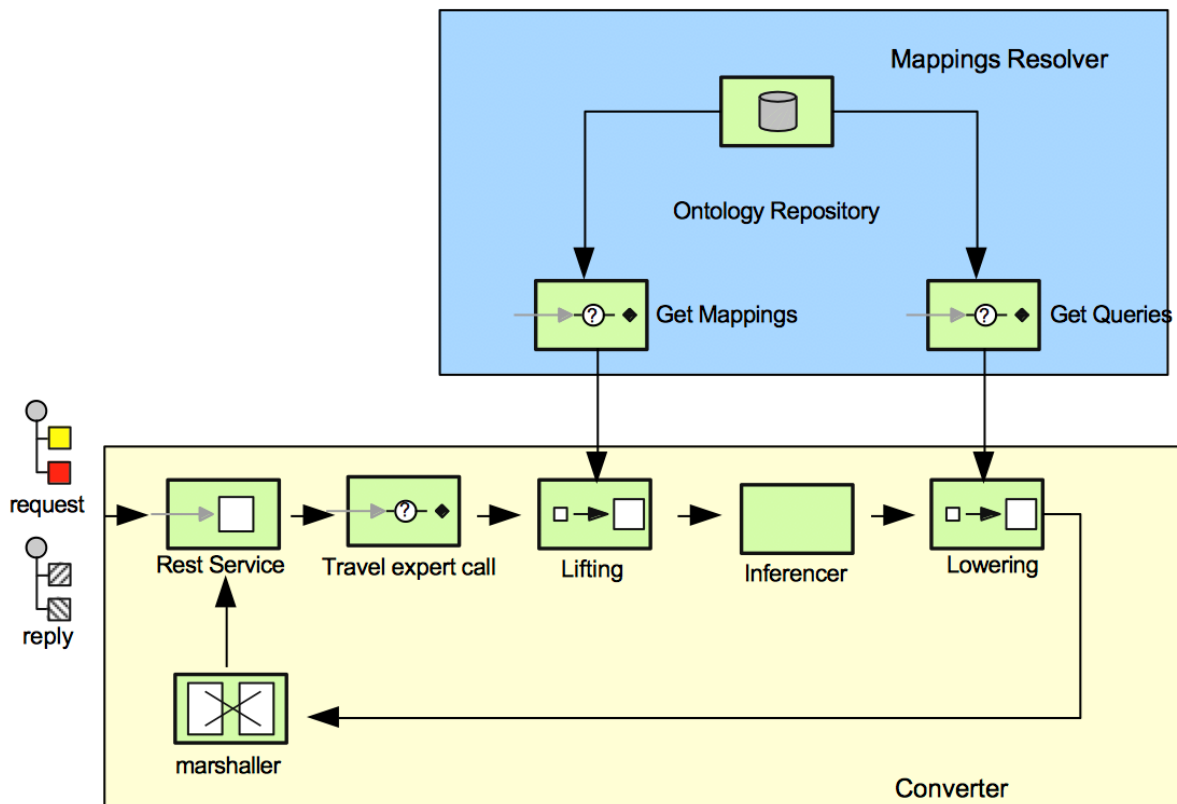 Mappings Resolver
Ontology Repository
? Get Mappings
? Get Queries
request
reply
?
Rest Service
Travel expert call
Lifting
Inferencer
Lowering
marshaller
Converter